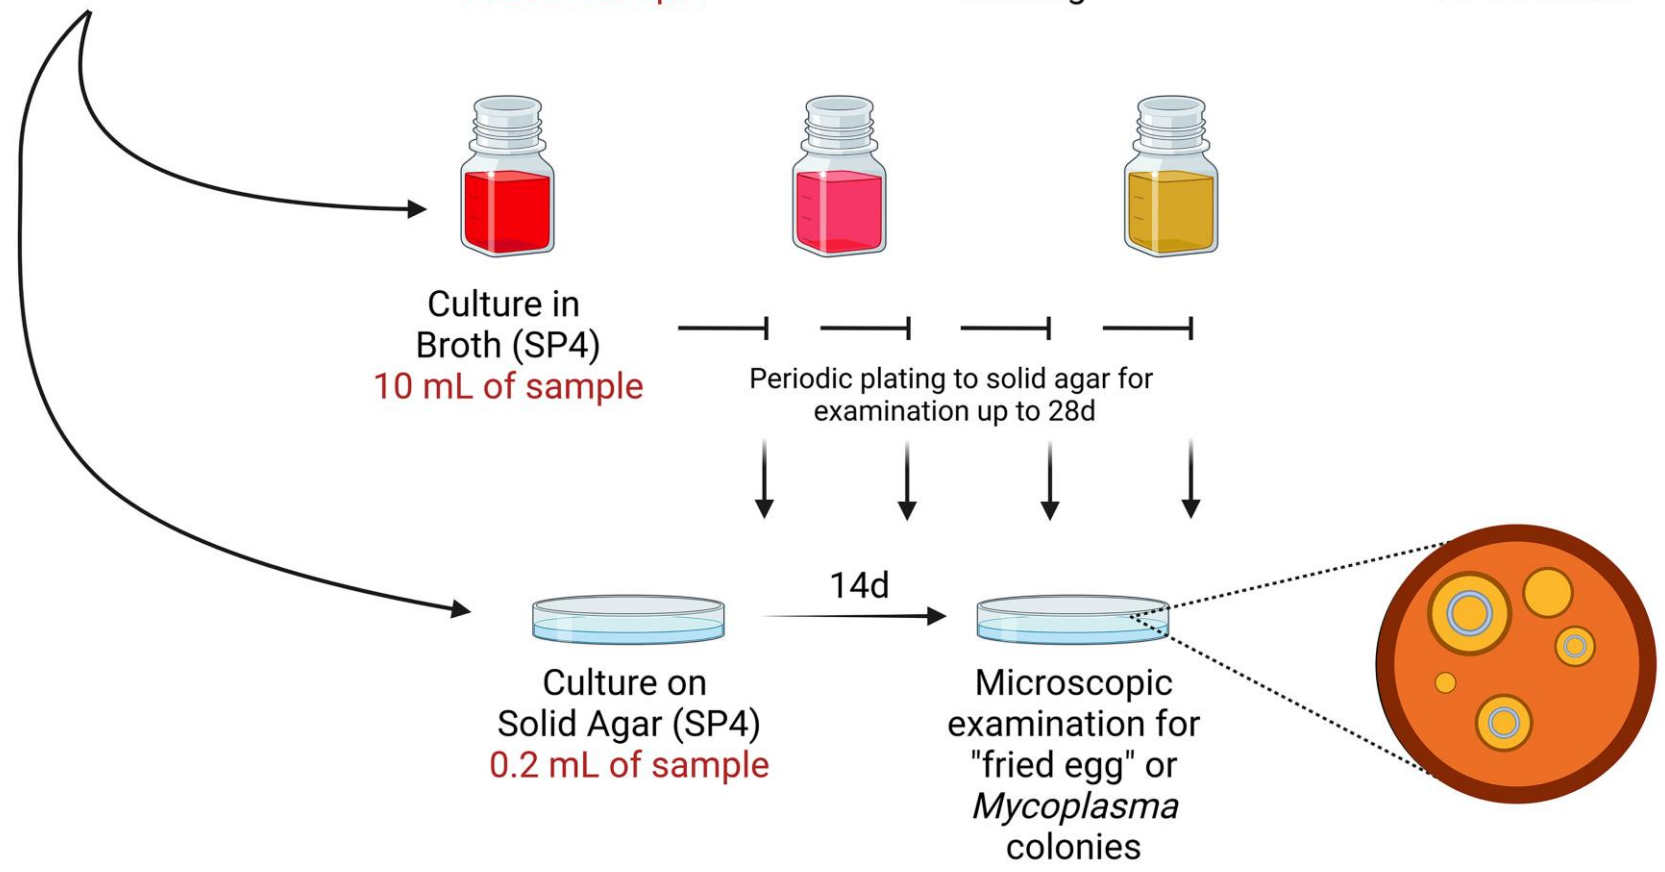 Culture in
Broth (SP4)
10 mL of sample
Periodic plating to solid agar for
examination up to 28d
14d
Culture on
Solid Agar (SP4)
0.2 mL of sample
Microscopic
examination for
"fried egg" or
Mycoplasma
colonies